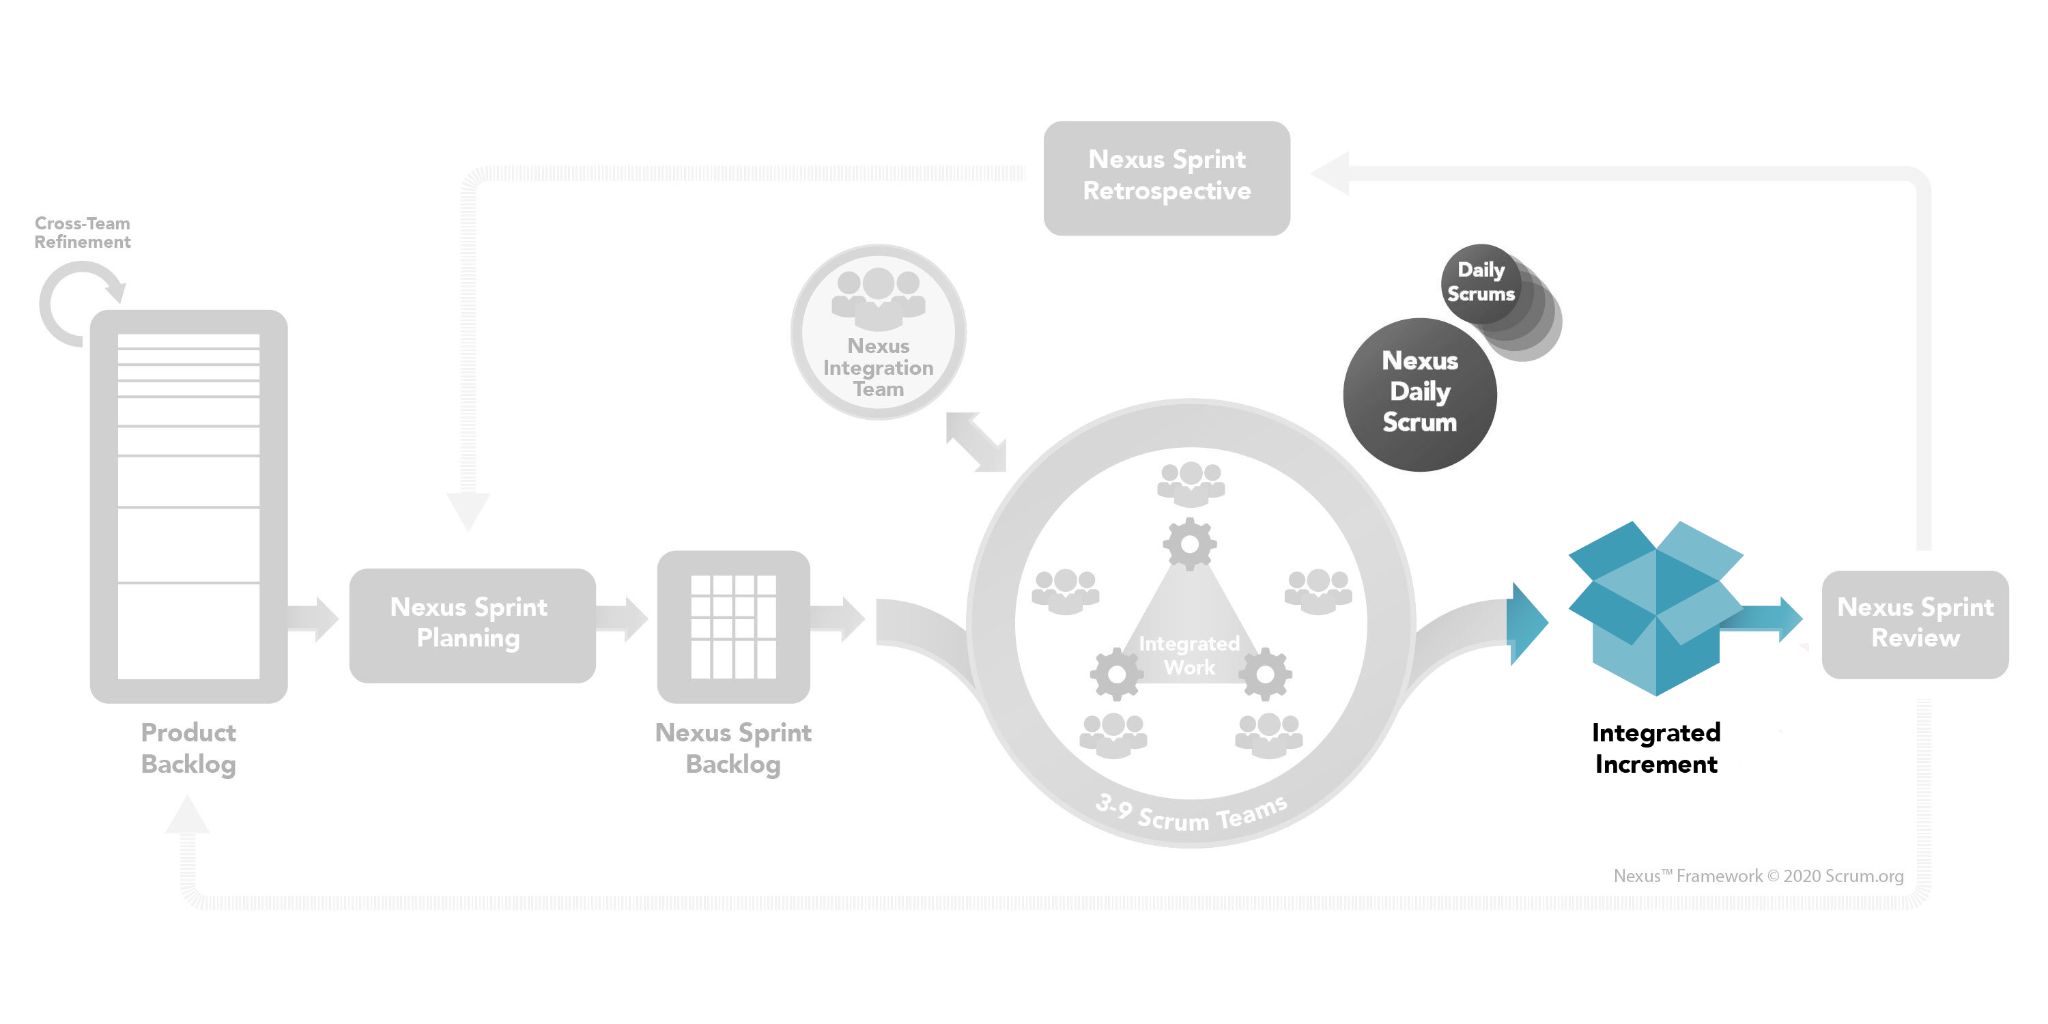 Nexus Sprint
Retrospective
Cross-Team
Refinement
Daily
Scrums
Nexus
Integration
Team
Nexus
Daily
Scrum
Nexus Sprint
Planning
Integrated
Work
Nexus Sprint
Review
Product
Backlog
Nexus Sprint
Backlog
3-9 Scrum Teams
Integrated
Increment
Nexus™ Framework © 2020 Scrum.org